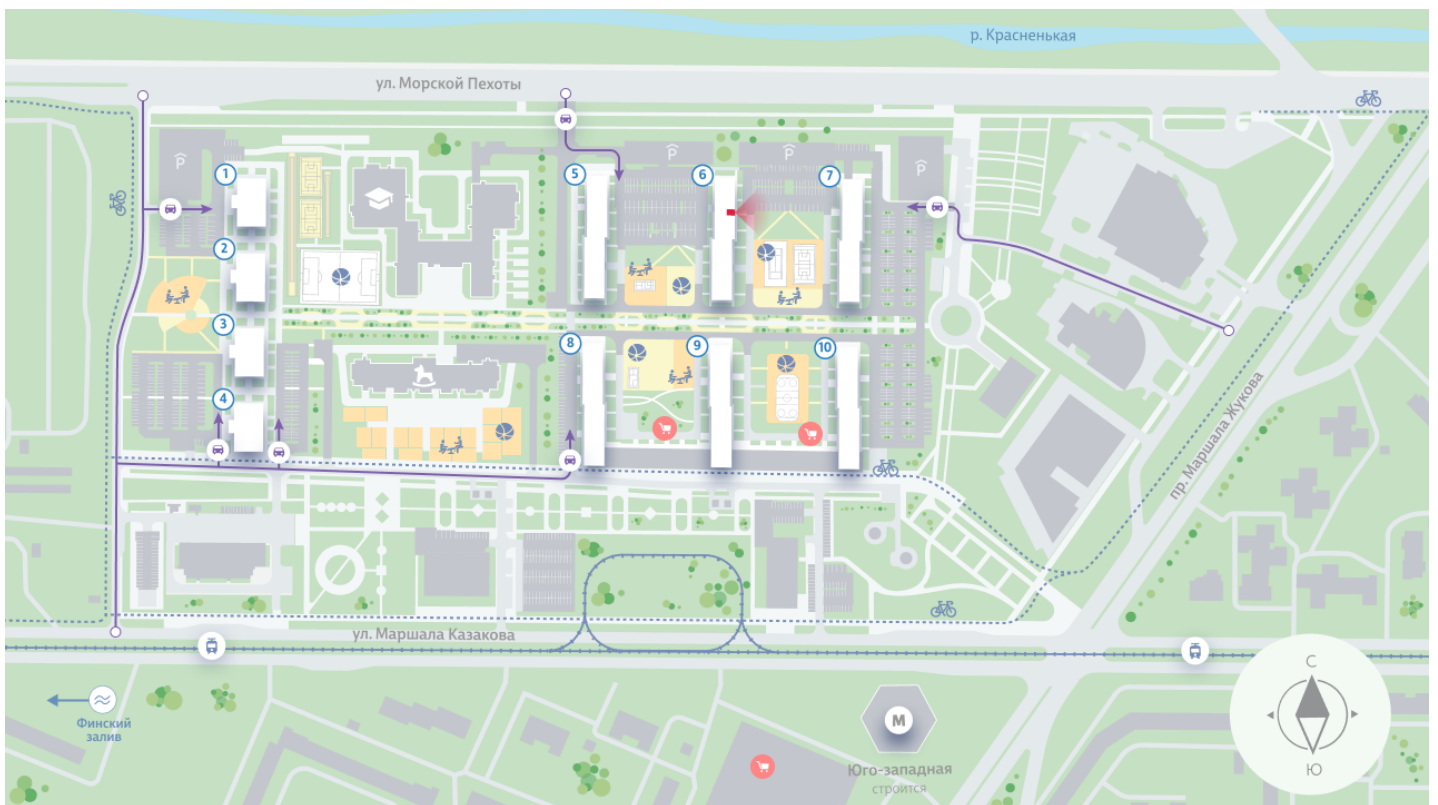 р. Красненькая
ул. Морской Пехоты
P
P
P
P
1
5
6
7
2
3
8
9
10
4
пр. Маршала Жукова
ул. Маршала Казакова
С
Финский
залив
М
Юго-западная
строится
Ю